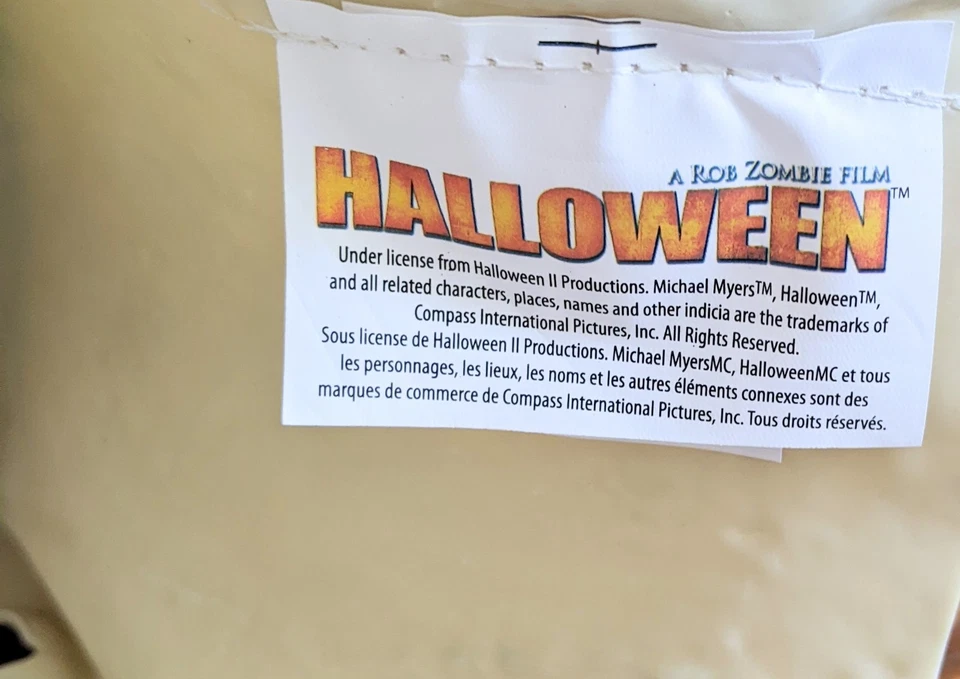 A ROB ZOMBIE FILM
HALLOWEEN™
Under license from Halloween II Productions. Michael Myers™, Halloween™,
and all related characters, places, names and other indicia are the trademarks of
Compass International Pictures, Inc. All Rights Reserved.
Sous license de Halloween II Productions. Michael MyersMC, HalloweenMC et tous
les personnages, les lieux, les noms et les autres éléments connexes sont des
marques de commerce de Compass International Pictures, Inc. Tous droits réservés.